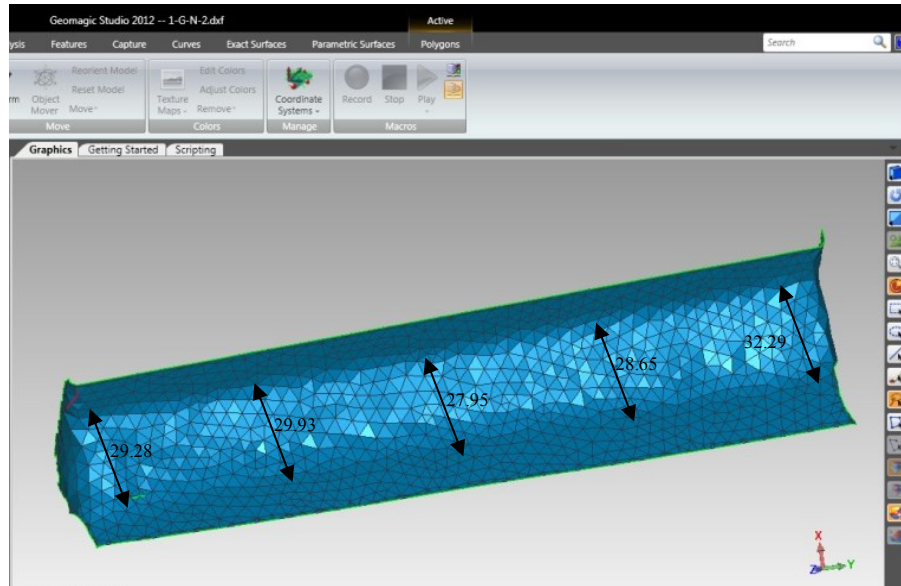 Geomagic Studio 2012 -- 1-G-N-2.dxf
Active
Features Capture Curves Exact Surfaces Parametric Surfaces Polygons
Search
Reorient Model
Reset Model
Object Mover
Move
Move
Edit Colors
Adjust Colors
Texture Maps
Remove
Colors
Coordinate Systems
Manage
Record Stop Play
Macros
Graphics Getting Started Scripting
32.29
28.65
27.95
29.93
29.28
X
Z Y